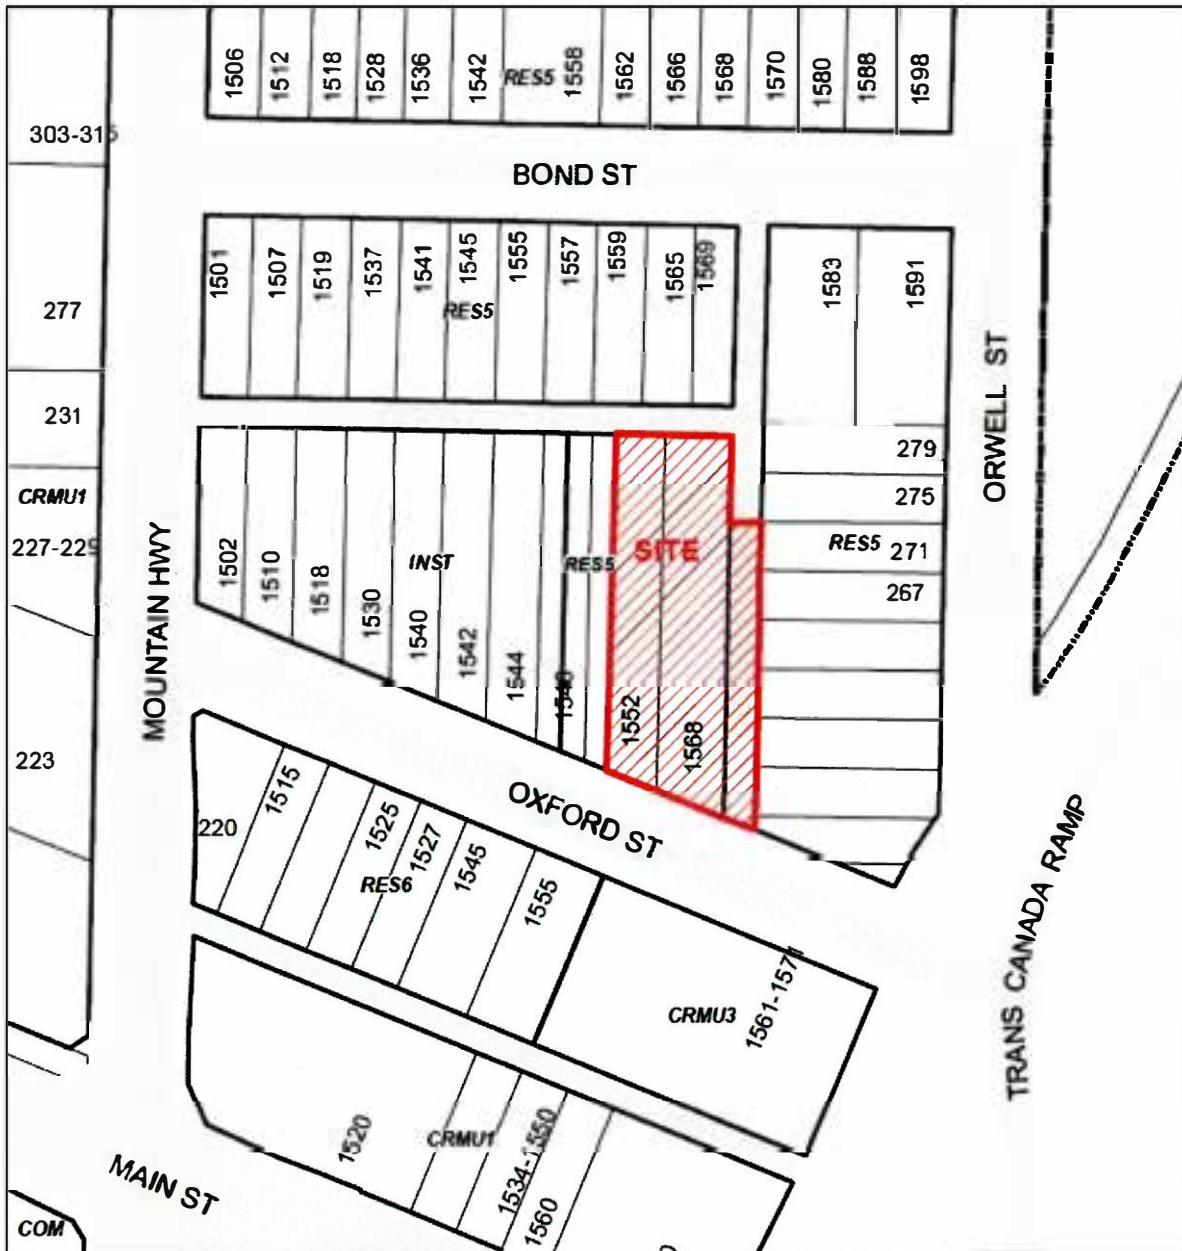 1506 1512 1518 1528 1536 1542 RES5 1558 1562 1566 1568 1570 1580 1588 1598
303-315
BOND ST
1501 1507 1519 1537 1541 1545 1555 1557 1559 1565 1569 1583 1591
RES5
277
231
CRMU1
227-229
223
MOUNTAIN HWY
ORWELL ST
279
275
RES5 271
267
1502 1510 1518 1530 1540 1542 1544
INST
RES5
SITE
1552 1568
OXFORD ST
TRANS CANADA RAMP
220 1515 1525 1527 1545 1555
RES6
CRMU3
1561-1571
1520
CRMU1
1534-1550
1560
MAIN ST
COM